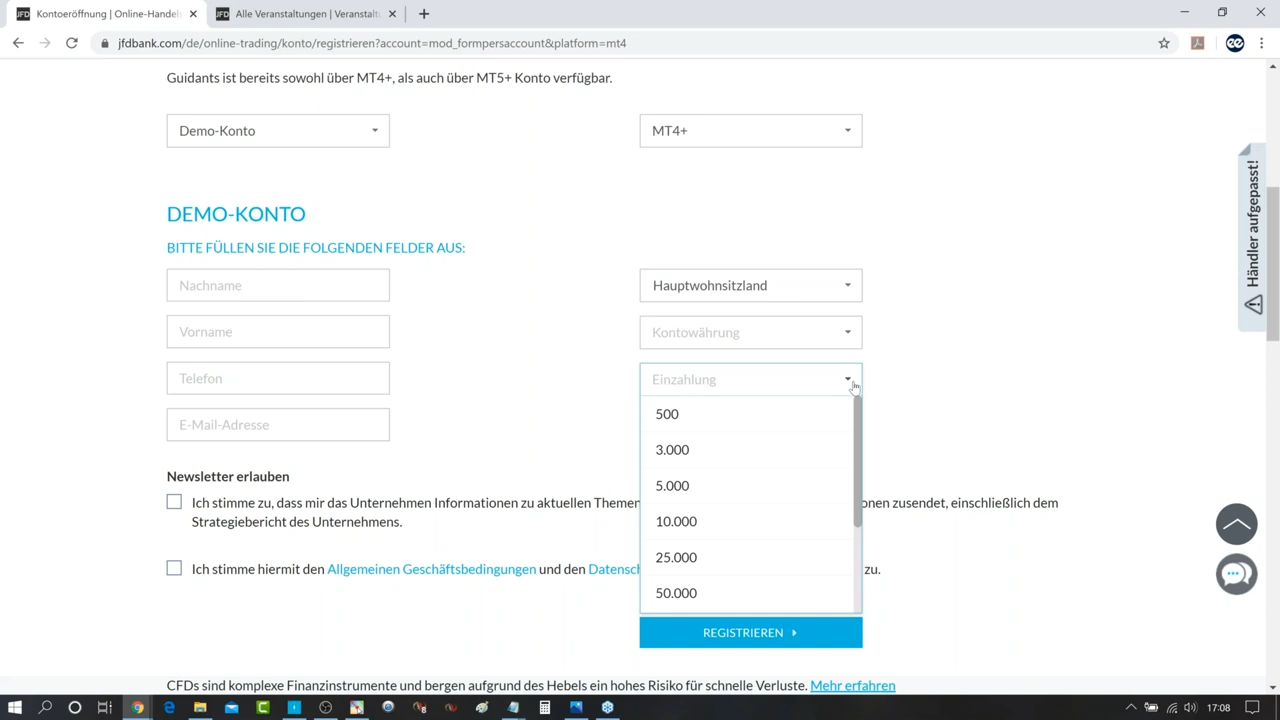 Kontoeröffnung | Online-Handel
Alle Veranstaltungen | Veranstaltu
jfdbank.com/de/online-trading/konto/registrieren?account=mod_formpersaccount&platform=mt4
Guidants ist bereits sowohl über MT4+, als auch über MT5+ Konto verfügbar.
Demo-Konto
MT4+
Händler aufgepasst!
DEMO-KONTO
BITTE FÜLLEN SIE DIE FOLGENDEN FELDER AUS:
Nachname
Hauptwohnsitzland
Vorname
Kontowährung
Telefon
Einzahlung
E-Mail-Adresse
500
3.000
5.000
10.000
25.000
50.000
Newsletter erlauben
Ich stimme zu, dass mir das Unternehmen Informationen zu aktuellen Themen
onen zusendet, einschließlich dem
Strategiebericht des Unternehmens.
Ich stimme hiermit den Allgemeinen Geschäftsbedingungen und den Datensch
zu.
REGISTRIEREN
CFDs sind komplexe Finanzinstrumente und bergen aufgrund des Hebels ein hohes Risiko für schnelle Verluste. Mehr erfahren
17:08